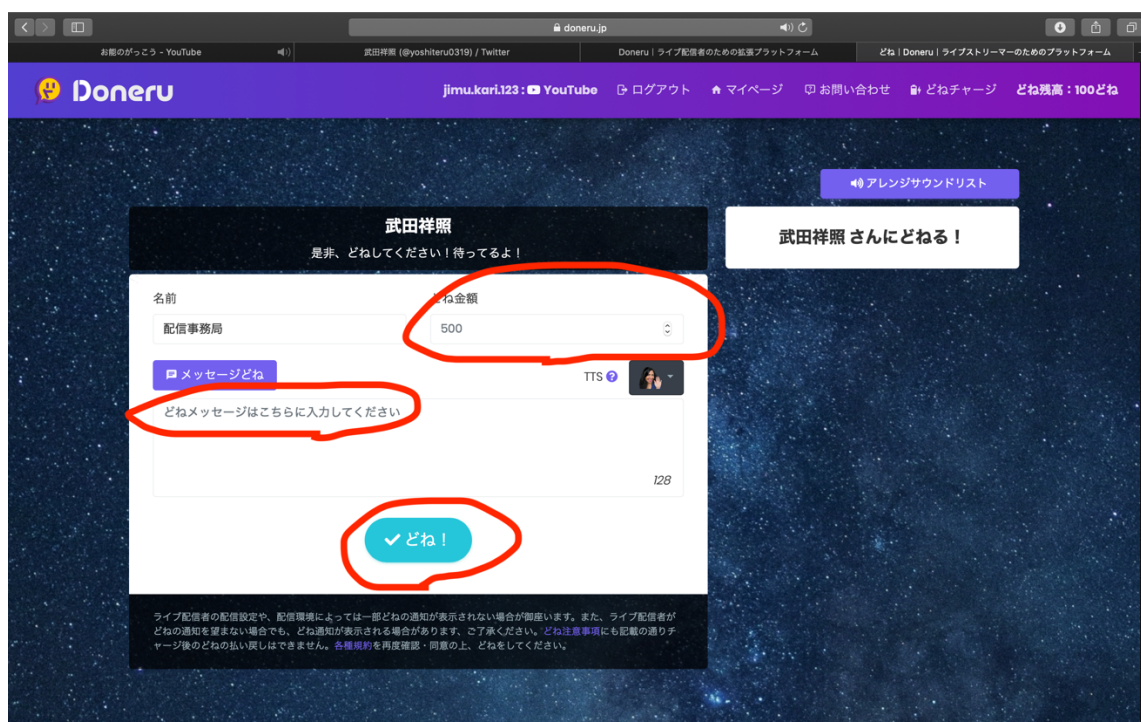 doneru.jp
お能のがっこう - YouTube
武田祥照 (@yoshiteru0319) / Twitter
Doneru | ライブ配信者のための拡張プラットフォーム
どね | Doneru | ライブストリーマーのためのプラットフォーム
Doneru
jimu.kari.123 : YouTube
ログアウト
マイページ
お問い合わせ
どねチャージ
どね残高：100どね
アレンジサウンドリスト
武田祥照
是非、どねしてください！待ってるよ！
武田祥照 さんにどねる！
名前
どね金額
配信事務局
500
メッセージどね
TTS ?
どねメッセージはこちらに入力してください
128
どね！
ライブ配信者の配信設定や、配信環境によっては一部どねの通知が表示されない場合が御座います。また、ライブ配信者が
どねの通知を望まない場合でも、どね通知が表示される場合があります、ご了承ください。どね注意事項にも記載の通りチ
ャージ後のどねの払い戻しはできません。各種規約を再度確認・同意の上、どねをしてください。